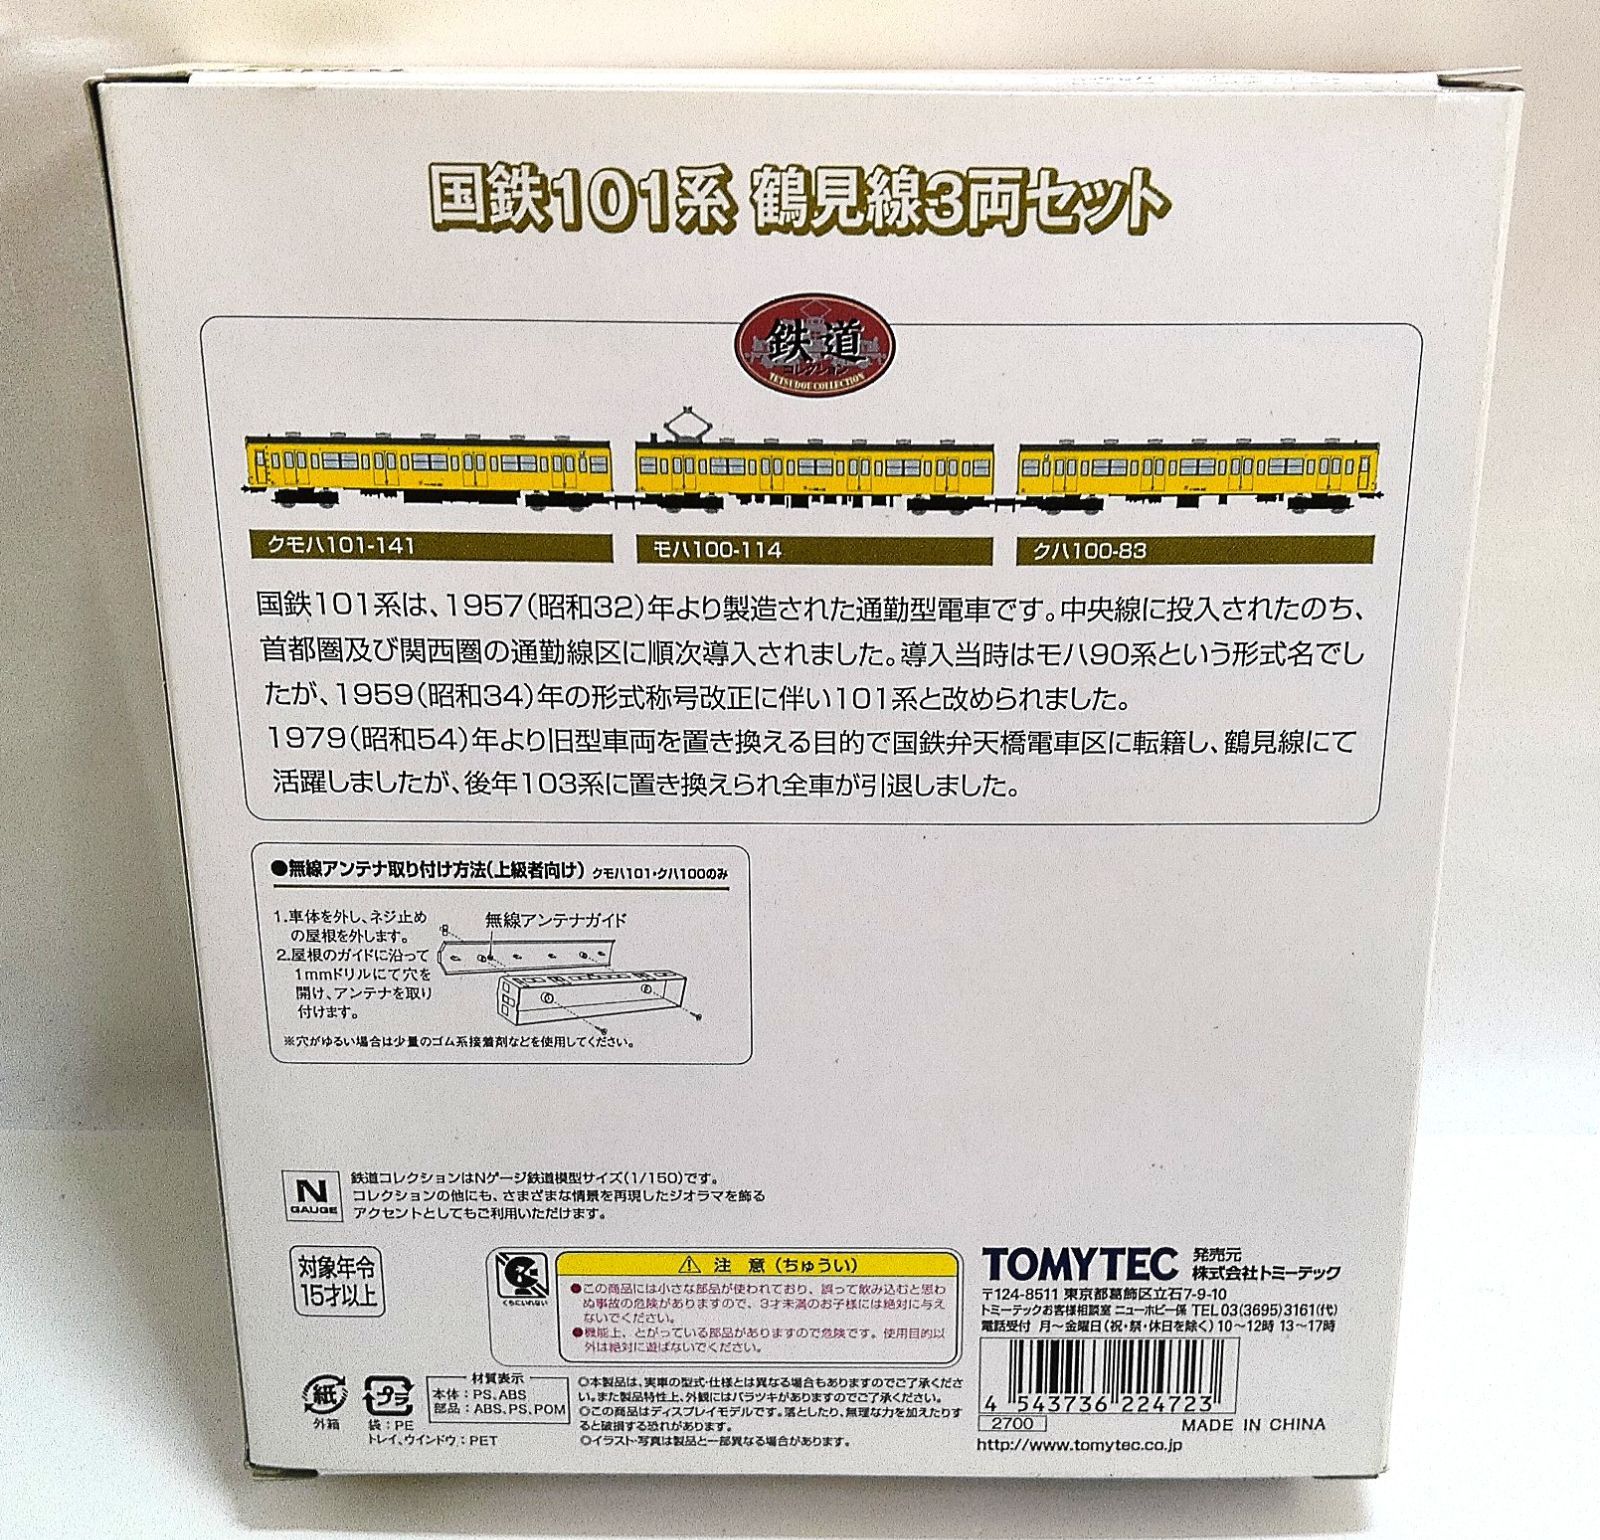 国鉄101系 鶴見線3両セット
鉄道
コレクション
TETSUDOU COLLECTION
クモハ101-141
モハ100-114
クハ100-83
国鉄101系は、1957(昭和32)年より製造された通勤型電車です。中央線に投入されたのち、
首都圏及び関西圏の通勤線区に順次導入されました。導入当時はモハ90系という形式名でし
たが、1959(昭和34)年の形式称号改正に伴い101系と改められました。
1979(昭和54)年より旧型車両を置き換える目的で国鉄弁天橋電車区に転籍し、鶴見線にて
活躍しましたが、後年103系に置き換えられ全車が引退しました。
●無線アンテナ取り付け方法(上級者向け) クモハ101・クハ100のみ
1.車体を外し、ネジ止め
の屋根を外します。
2.屋根のガイドに沿って
1mmドリルにて穴を
開け、アンテナを取り
付けます。
無線アンテナガイド
※穴がゆるい場合は少量のゴム系接着剤などを使用してください。
N
GAUGE
鉄道コレクションはNゲージ鉄道模型サイズ(1/150)です。
コレクションの他にも、さまざまな情景を再現したジオラマを飾る
アクセントとしてもご利用いただけます。
対象年令
15才以上
くちにいれない
⚠ 注 意 (ちゅうい)
●この商品には小さな部品が使われており、誤って飲み込むと思わ
ぬ事故の危険がありますので、3才未満のお子様には絶対に与え
ないでください。
●機能上、とがっている部品がありますので危険です。使用目的以
外は絶対に遊ばないでください。
TOMYTEC
発売元
株式会社トミーテック
〒124-8511 東京都葛飾区立石7-9-10
トミーテックお客様相談室 ニューホビー係 TEL 03(3695)3161(代)
電話受付 月～金曜日(祝・祭・休日を除く)10～12時 13～17時
紙
外箱
プラ
袋：PE
トレイ、ウインドウ：PET
材質表示
本体：PS、ABS
部品：ABS、PS、POM
◎本製品は、実車の型式・仕様とは異なる場合もありますのでご了承くださ
い。また製品特性上、外観にはバラツキがありますのでご了承ください。
◎この商品はディスプレイモデルです。落としたり、無理な力を加えたりす
ると破損する恐れがあります。
◎イラスト・写真は製品と一部異なる場合があります。
4 543736 224723
2700
MADE IN CHINA
http://www.tomytec.co.jp